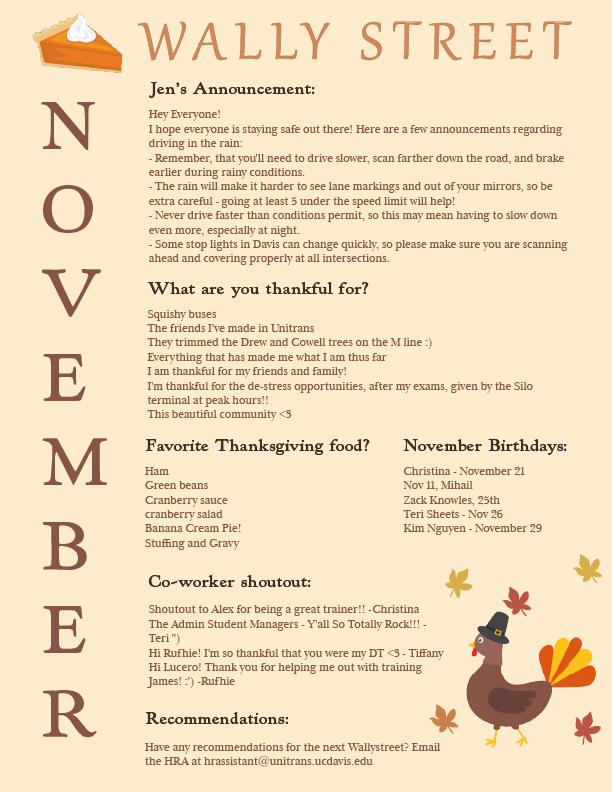 WALLY STREET
NOVEMBER
Jen's Announcement:
Hey Everyone!
I hope everyone is staying safe out there! Here are a few announcements regarding
driving in the rain:
- Remember, that you'll need to drive slower, scan farther down the road, and brake
earlier during rainy conditions.
- The rain will make it harder to see lane markings and out of your mirrors, so be
extra careful - going at least 5 under the speed limit will help!
- Never drive faster than conditions permit, so this may mean having to slow down
even more, especially at night.
- Some stop lights in Davis can change quickly, so please make sure you are scanning
ahead and covering properly at all intersections.
What are you thankful for?
Squishy buses
The friends I've made in Unitrans
They trimmed the Drew and Cowell trees on the M line :)
Everything that has made me what I am thus far
I am thankful for my friends and family!
I'm thankful for the de-stress opportunities, after my exams, given by the Silo
terminal at peak hours!!
This beautiful community <3
Favorite Thanksgiving food?
Ham
Green beans
Cranberry sauce
cranberry salad
Banana Cream Pie!
Stuffing and Gravy
November Birthdays:
Christina - November 21
Nov 11, Mihail
Zack Knowles, 25th
Teri Sheets - Nov 26
Kim Nguyen - November 29
Co-worker shoutout:
Shoutout to Alex for being a great trainer!! -Christina
The Admin Student Managers - Y'all So Totally Rock!!! -
Teri ")
Hi Rufhie! I'm so thankful that you were my DT <3 - Tiffany
Hi Lucero! Thank you for helping me out with training
James! :') -Rufhie
Recommendations:
Have any recommendations for the next Wallystreet? Email
the HRA at hrassistant@unitrans.ucdavis.edu